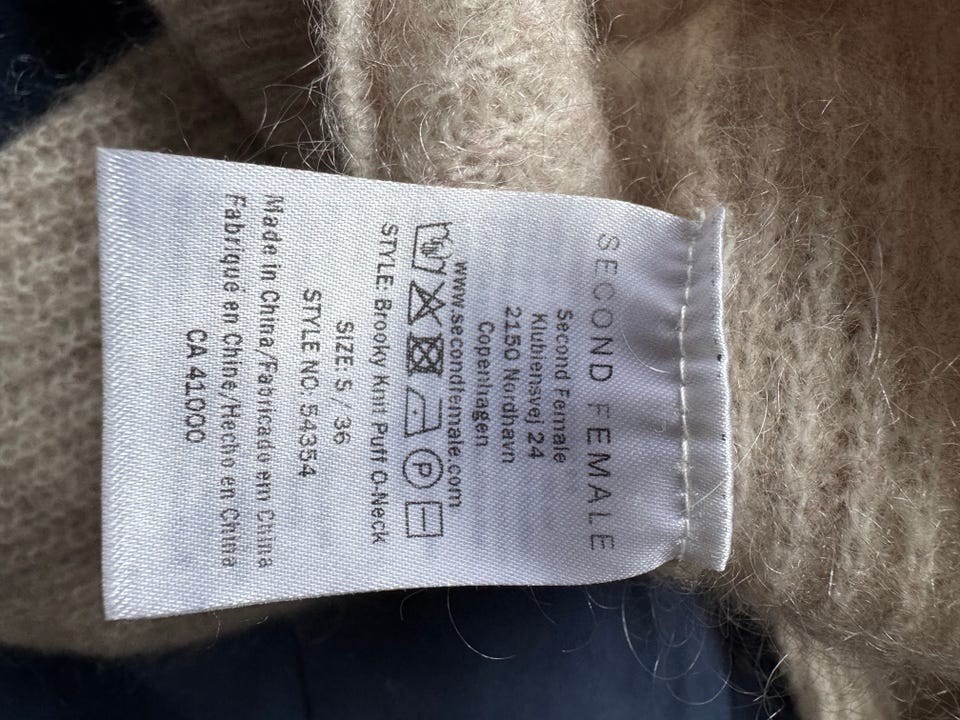 SECOND FEMALE
Second Female
Klubiensvej 24
2150 Nordhavn
Copenhagen
www.secondfemale.com
P
STYLE: Brooky Knit Puff O-Neck
SIZE: S / 36
STYLE NO: 54354
Made in China/Fabricado em China
Fabriqué en Chine/Hecho en China
CA 41000